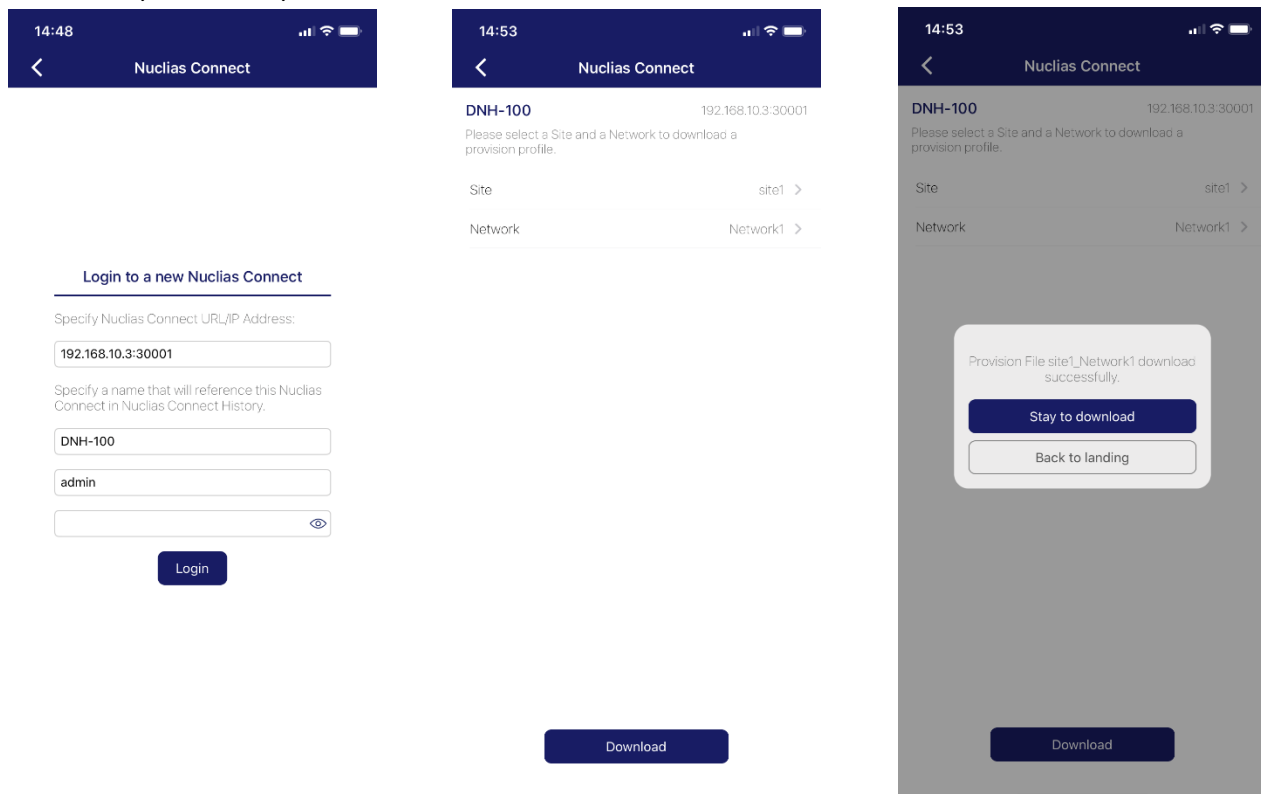 14:48
Nuclias Connect
Login to a new Nuclias Connect
Specify Nuclias Connect URL/IP Address:
192.168.10.3:30001
Specify a name that will reference this Nuclias
Connect in Nuclias Connect History.
DNH-100
admin
Login
14:53
Nuclias Connect
DNH-100
192.168.10.3:30001
Please select a Site and a Network to download a
provision profile.
Site
site1
Network
Network1
Download
14:53
Nuclias Connect
DNH-100
192.168.10.3:30001
Please select a Site and a Network to download a
provision profile.
Site
site1
Network
Network1
Provision File site1_Network1 download
successfully.
Stay to download
Back to landing
Download